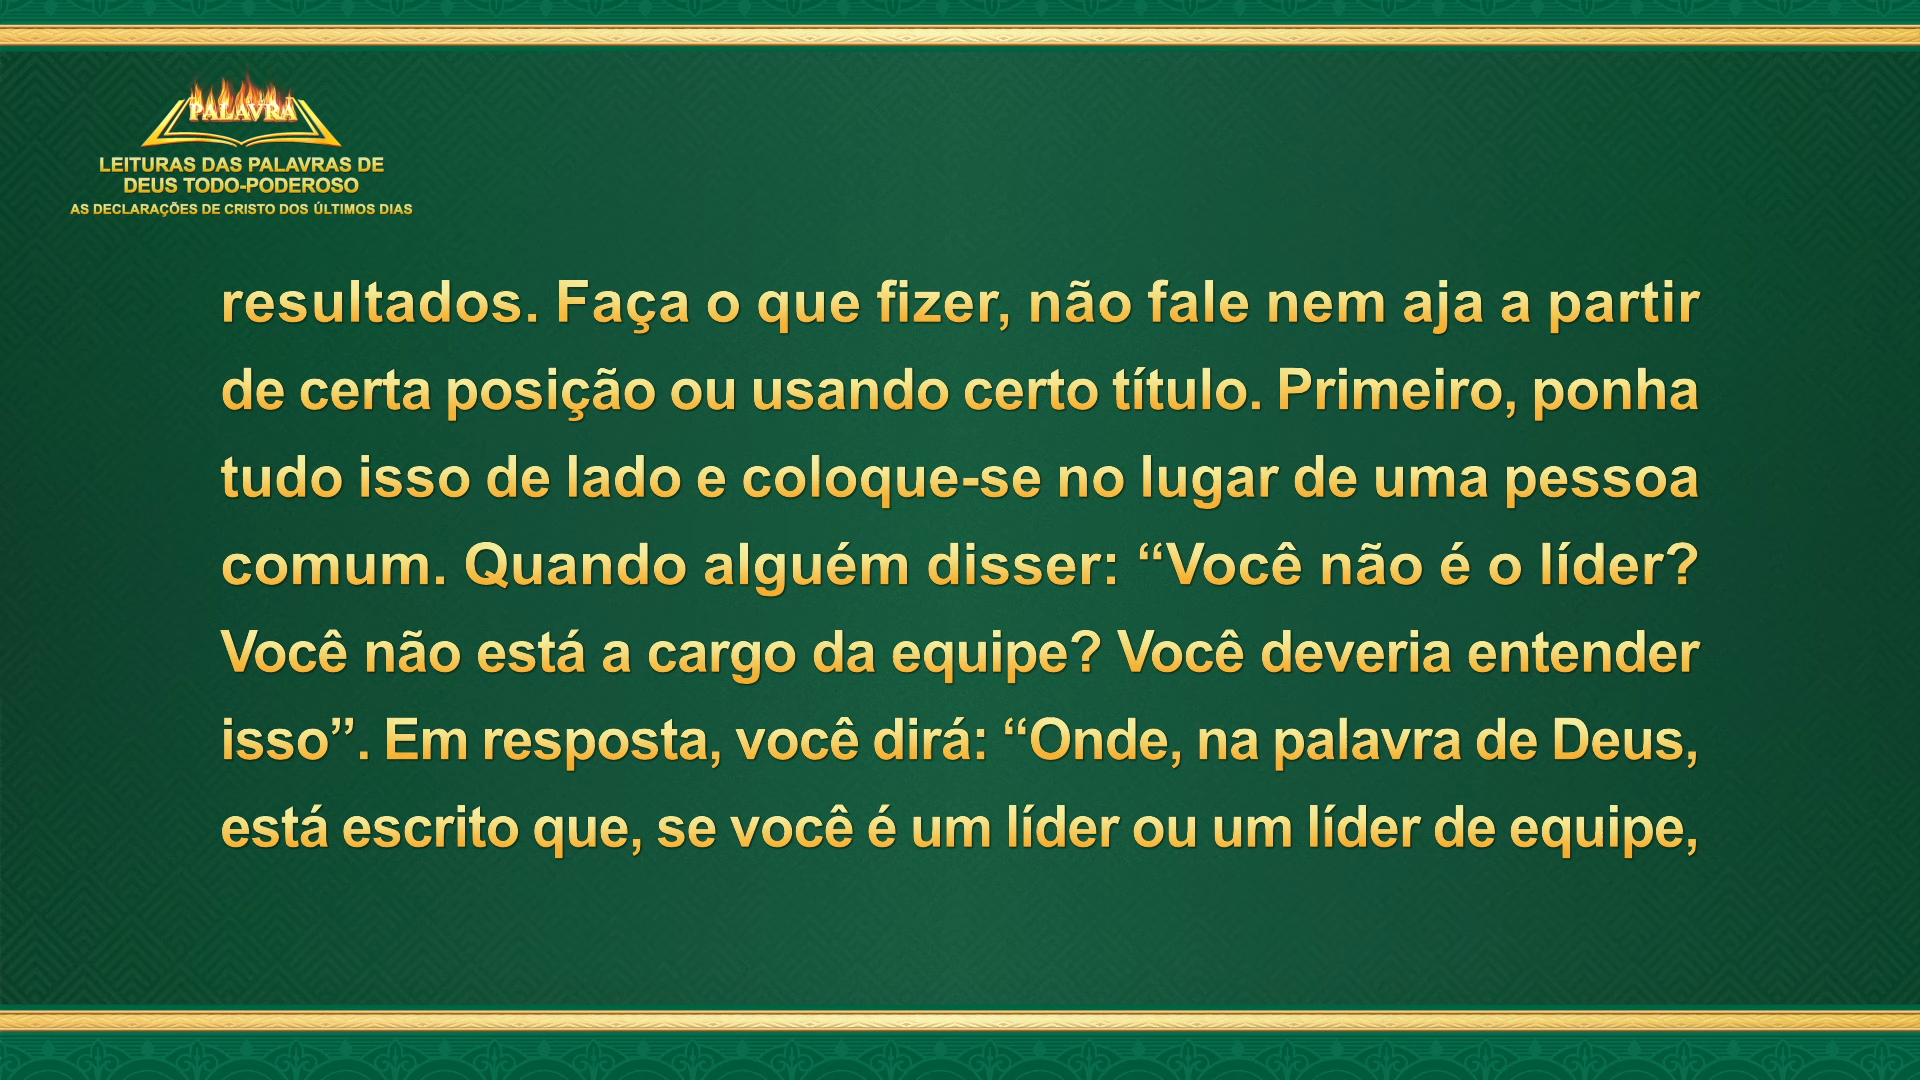 PALAVRA
LEITURAS DAS PALAVRAS DE
DEUS TODO-PODEROSO
AS DECLARAÇÕES DE CRISTO DOS ÚLTIMOS DIAS
resultados. Faça o que fizer, não fale nem aja a partir
de certa posição ou usando certo título. Primeiro, ponha
tudo isso de lado e coloque-se no lugar de uma pessoa
comum. Quando alguém disser: “Você não é o líder?
Você não está a cargo da equipe? Você deveria entender
isso”. Em resposta, você dirá: “Onde, na palavra de Deus,
está escrito que, se você é um líder ou um líder de equipe,